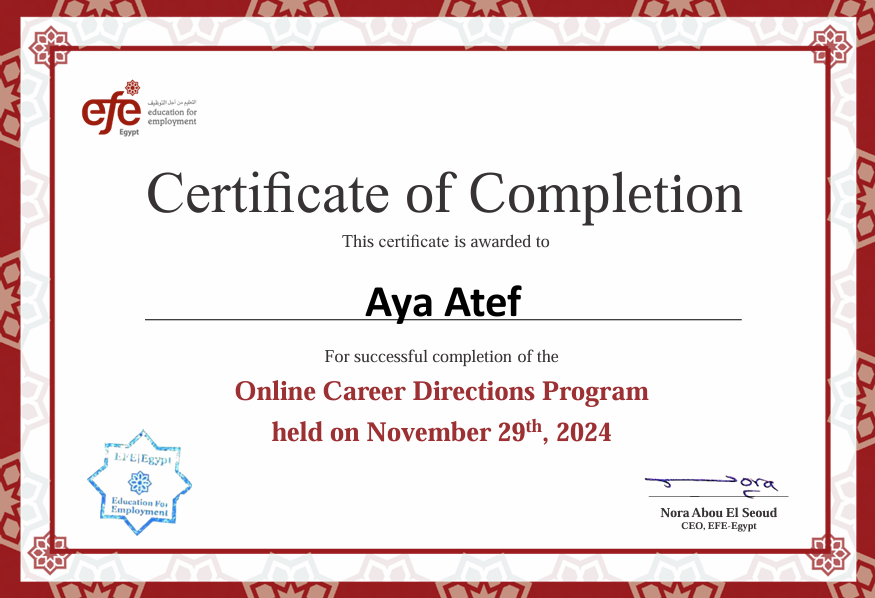 efe
Egypt
التعليم من أجل التوظيف
education for
employment
Certificate of Completion
This certificate is awarded to
Aya Atef
For successful completion of the
Online Career Directions Program
held on November 29th, 2024
EFE|Egypt
Education For
Employment
Nora
Nora Abou El Seoud
CEO, EFE-Egypt